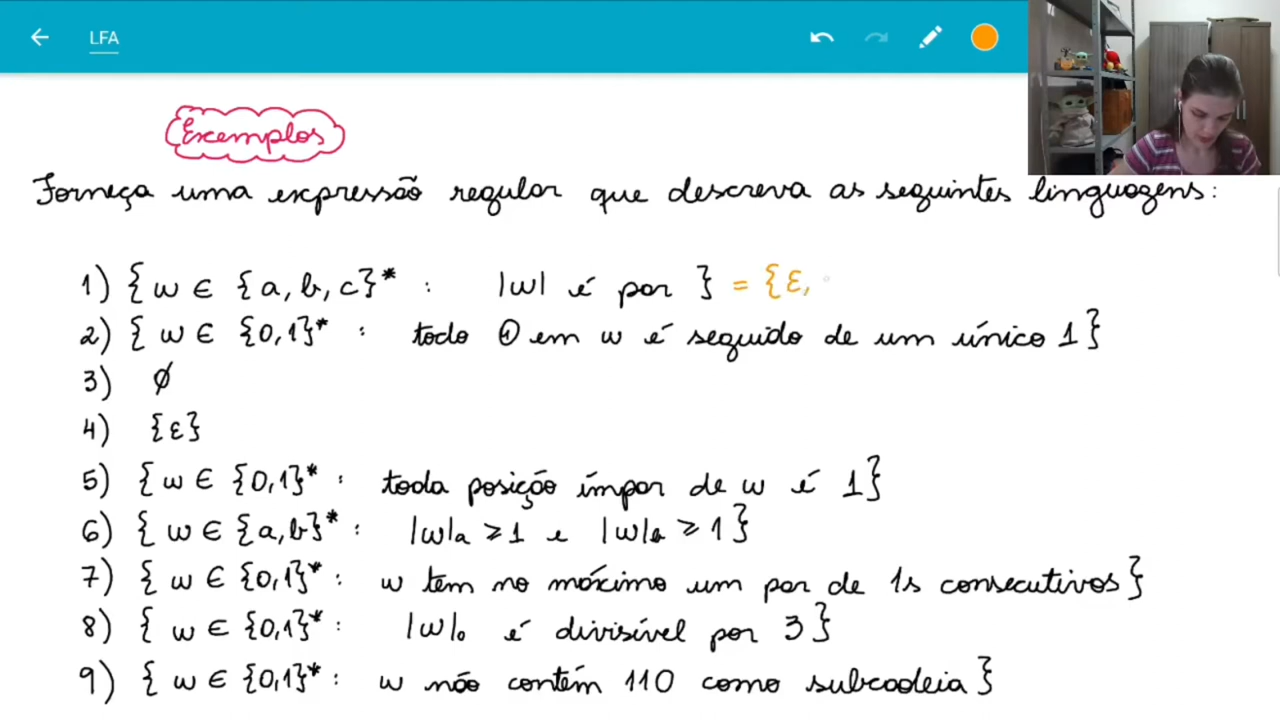 LFA
Exemplos
Forneça uma expressão regular que descreva as seguintes linguagens:
1) {w ∈ {a, b, c}* : |w| é par} = {ε,
2) {w ∈ {0,1}* : todo 0 em w é seguido de um único 1}
3) ∅
4) {ε}
5) {w ∈ {0,1}* : toda posição ímpar de w é 1}
6) {w ∈ {a,b}* : |w|a ≥ 1 e |w|b ≥ 1}
7) {w ∈ {0,1}* : w tem no máximo um par de 1s consecutivos}
8) {w ∈ {0,1}* : |w|₀ é divisível por 3}
9) {w ∈ {0,1}* : w não contém 110 como subcadeia}